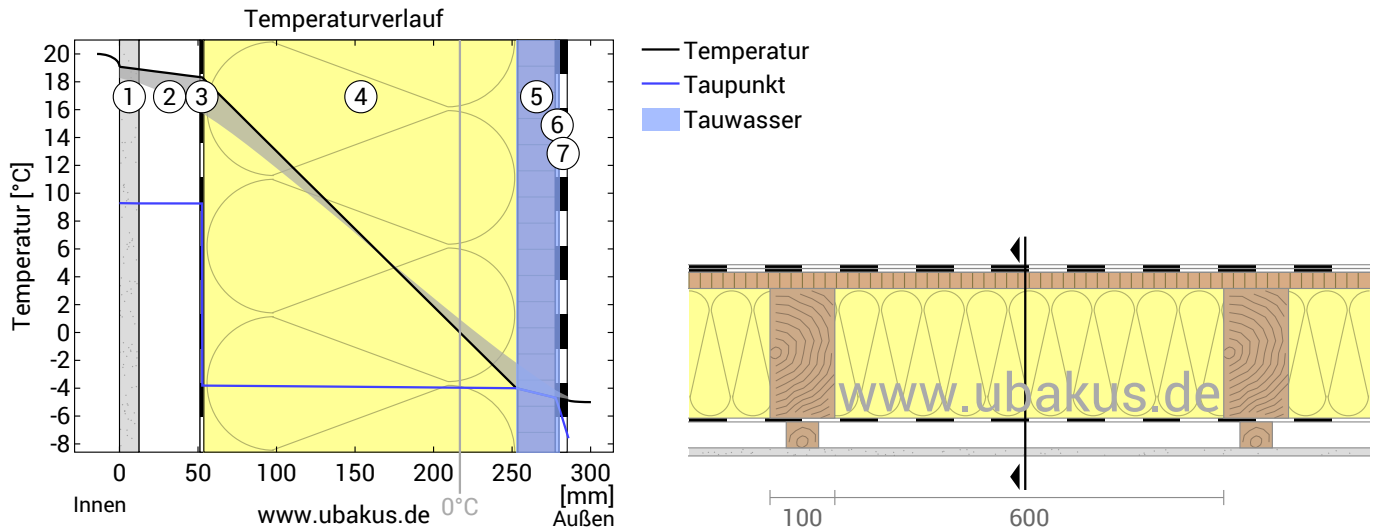 Temperaturverlauf
Temperatur [°C]
20
18
16
14
12
10
8
6
4
2
0
-2
-4
-6
-8
1 2 3 4 5
6
7
0 50 100 150 200 250 300
[mm]
Innen www.ubakus.de 0°C Außen
Temperatur
Taupunkt
Tauwasser
www.ubakus.de
100 600